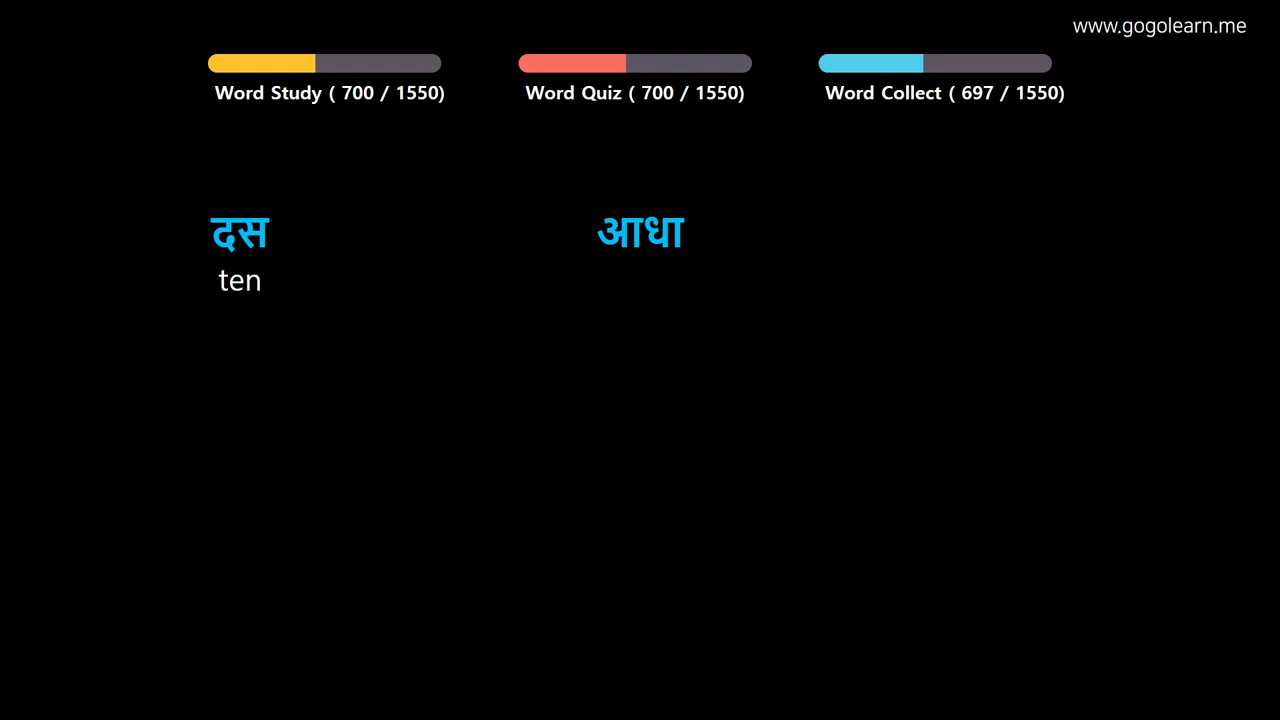 www.gogolearn.me
Word Study ( 700 / 1550)
Word Quiz ( 700 / 1550)
Word Collect ( 697 / 1550)
दस
ten
आधा